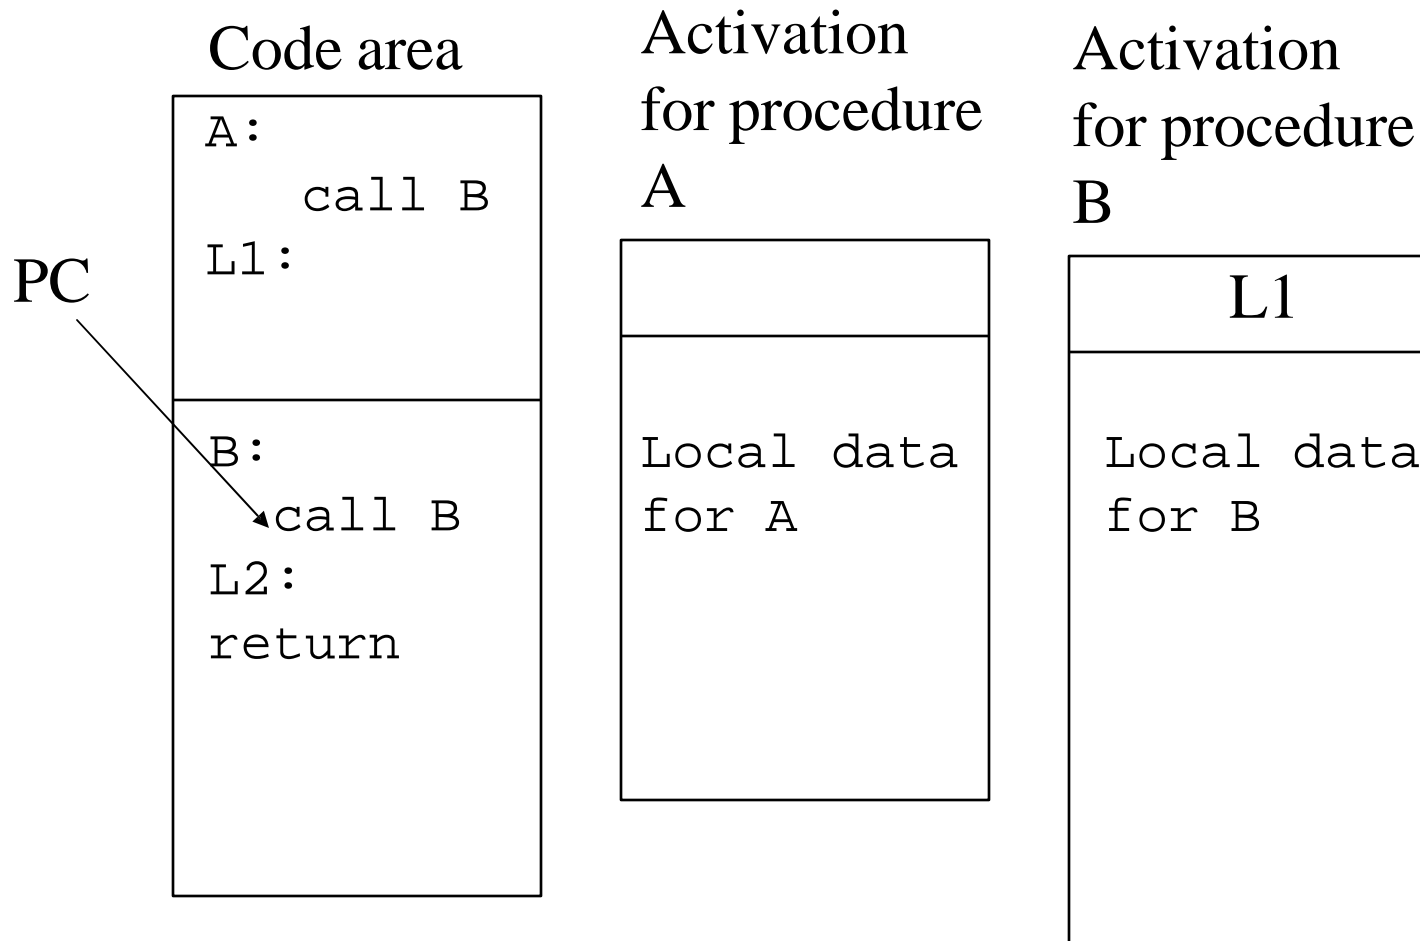 Code area
A:
call B
L1:
PC
B:
call B
L2:
return
Activation
for procedure
A
Local data
for A
Activation
for procedure
B
L1
Local data
for B